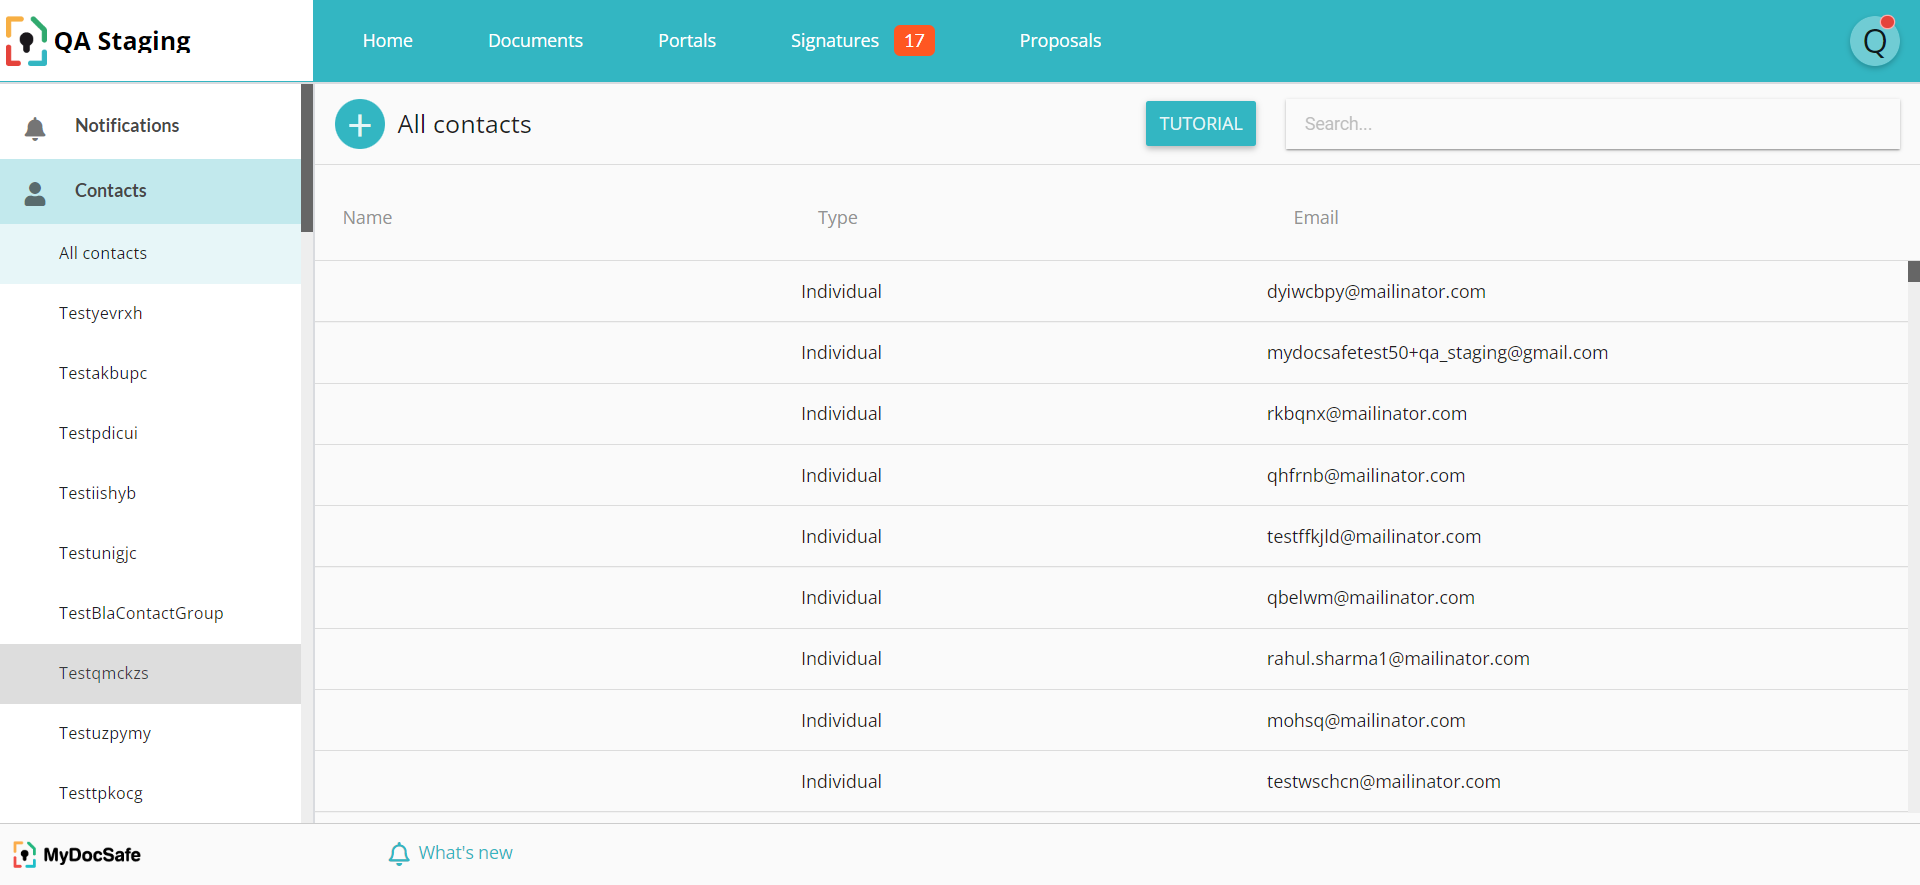 QA Staging
Home Documents Portals Signatures 17 Proposals Q
Notifications
Contacts
All contacts
Testyevrxh
Testakbupc
Testpdicui
Testiishyb
Testunigjc
TestBlaContactGroup
Testqmckzs
Testuzpymy
Testtpkocg
All contacts TUTORIAL Search...
Name Type Email
Individual dyiwcbpy@mailinator.com
Individual mydocsafetest50+qa_staging@gmail.com
Individual rkbqnx@mailinator.com
Individual qhfrnb@mailinator.com
Individual testffkjld@mailinator.com
Individual qbelwm@mailinator.com
Individual rahul.sharma1@mailinator.com
Individual mohsq@mailinator.com
Individual testwschcn@mailinator.com
MyDocSafe What's new